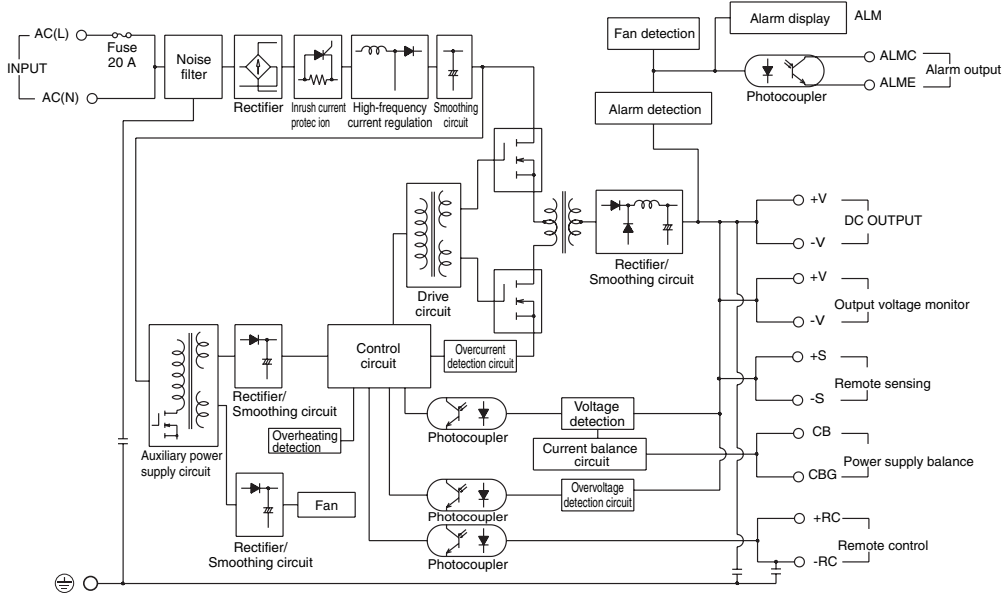 AC(L)
Fuse
20 A
INPUT
AC(N)
Noise
filter
Rectifier
Inrush current
protec ion
High-frequency
current regulation
Smoothing
circuit
Fan detection
Alarm display
ALM
Photocoupler
ALMC
ALME
Alarm output
Alarm detection
Drive
circuit
Rectifier/
Smoothing circuit
+V
-V
DC OUTPUT
+V
-V
Output voltage monitor
+S
-S
Remote sensing
CB
CBG
Power supply balance
+RC
-RC
Remote control
Auxiliary power
supply circuit
Rectifier/
Smoothing circuit
Control
circuit
Overcurrent
detection circuit
Overheating
detection
Photocoupler
Voltage
detection
Current balance
circuit
Rectifier/
Smoothing circuit
Fan
Photocoupler
Overvoltage
detection circuit
Photocoupler